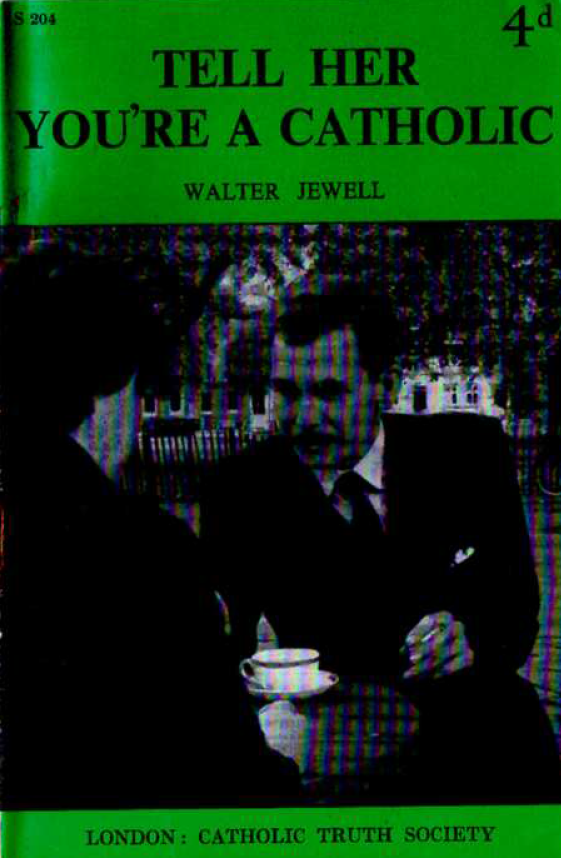 S 204
4d
TELL HER
YOU'RE A CATHOLIC
WALTER JEWELL
LONDON: CATHOLIC TRUTH SOCIETY